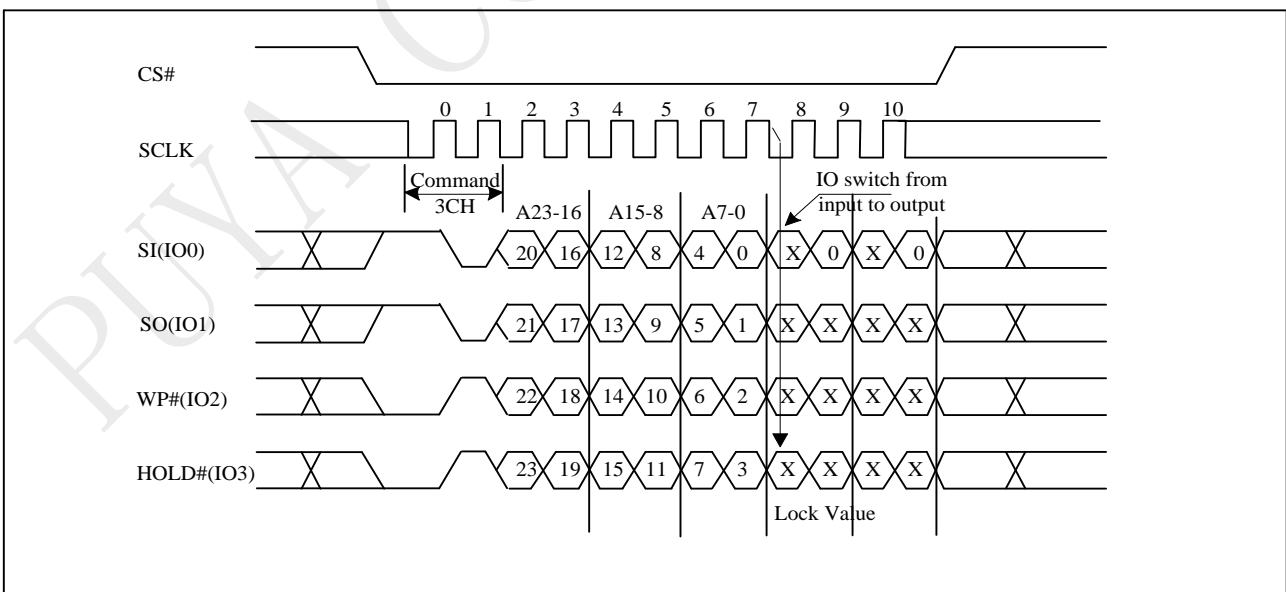 PUYA C
CS#
0 1 2 3 4 5 6 7 8 9 10
SCLK
Command
3CH
IO switch from
input to output
A23-16 A15-8 A7-0
SI(IO0) 20 16 12 8 4 0 X 0 X 0
SO(IO1) 21 17 13 9 5 1 X X X X
WP#(IO2) 22 18 14 10 6 2 X X X X
HOLD#(IO3) 23 19 15 11 7 3 X X X X
Lock Value